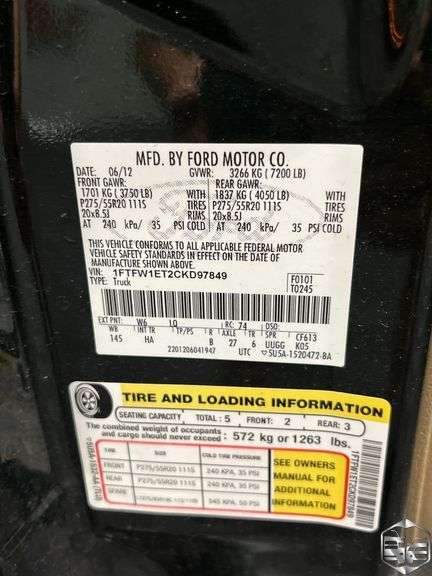 MFD. BY FORD MOTOR CO.
DATE: 06/12 GVWR: 3266 KG ( 7200 LB)
FRONT GAWR: REAR GAWR:
1701 KG ( 3750 LB) WITH 1837 KG ( 4050 LB) WITH
P275/55R20 111S TIRES P275/55R20 111S TIRES
20x8.5J RIMS 20x8.5J RIMS
AT 240 kPa/ 35 PSI COLD AT 240 kPa/ 35 PSI COLD
THIS VEHICLE CONFORMS TO ALL APPLICABLE FEDERAL MOTOR
VEHICLE SAFETY STANDARDS IN EFFECT ON THE DATE OF
MANUFACTURE SHOWN ABOVE.
VIN: 1FTFW1ET2CKD97849
TYPE: Truck
F0101
T0245
EXT PNT: W6 10 RC: 74 DSO:
WB INT TR TP/PS R AXLE TR SPR CF613
145 HA B 27 6 UUGG K05
2201206041947 UTC 5U5A-1520472-BA
TIRE AND LOADING INFORMATION
SEATING CAPACITY TOTAL: 5 FRONT: 2 REAR: 3
The combined weight of occupants
and cargo should never exceed: 572 kg or 1263 lbs.
TIRE SIZE COLD TIRE PRESSURE
FRONT P275/55R20 111S 240 KPA, 35 PSI
REAR P275/55R20 111S 240 KPA, 35 PSI
SPARE
SEE OWNERS
MANUAL FOR
ADDITIONAL
INFORMATION
1FTFW1ET2CKD97849